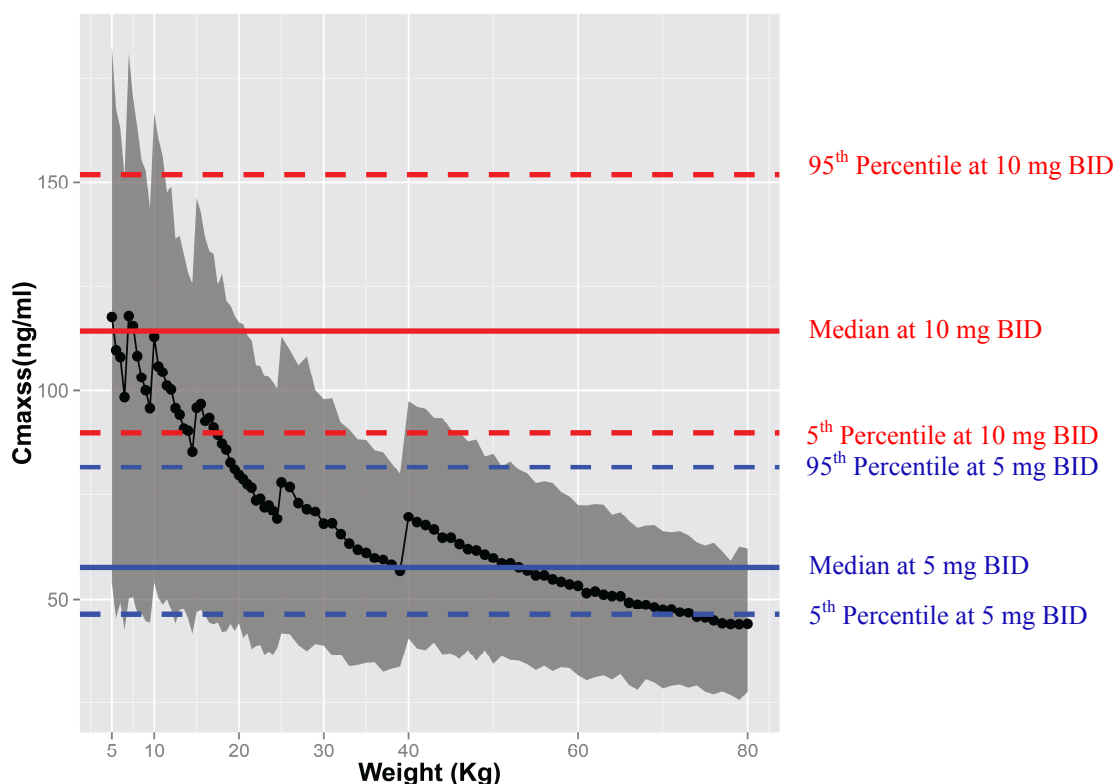 Cmaxss(ng/ml)
150
100
50
5
10
20
30
40
60
80
Weight (Kg)
95th Percentile at 10 mg BID
Median at 10 mg BID
5th Percentile at 10 mg BID
95th Percentile at 5 mg BID
Median at 5 mg BID
5th Percentile at 5 mg BID